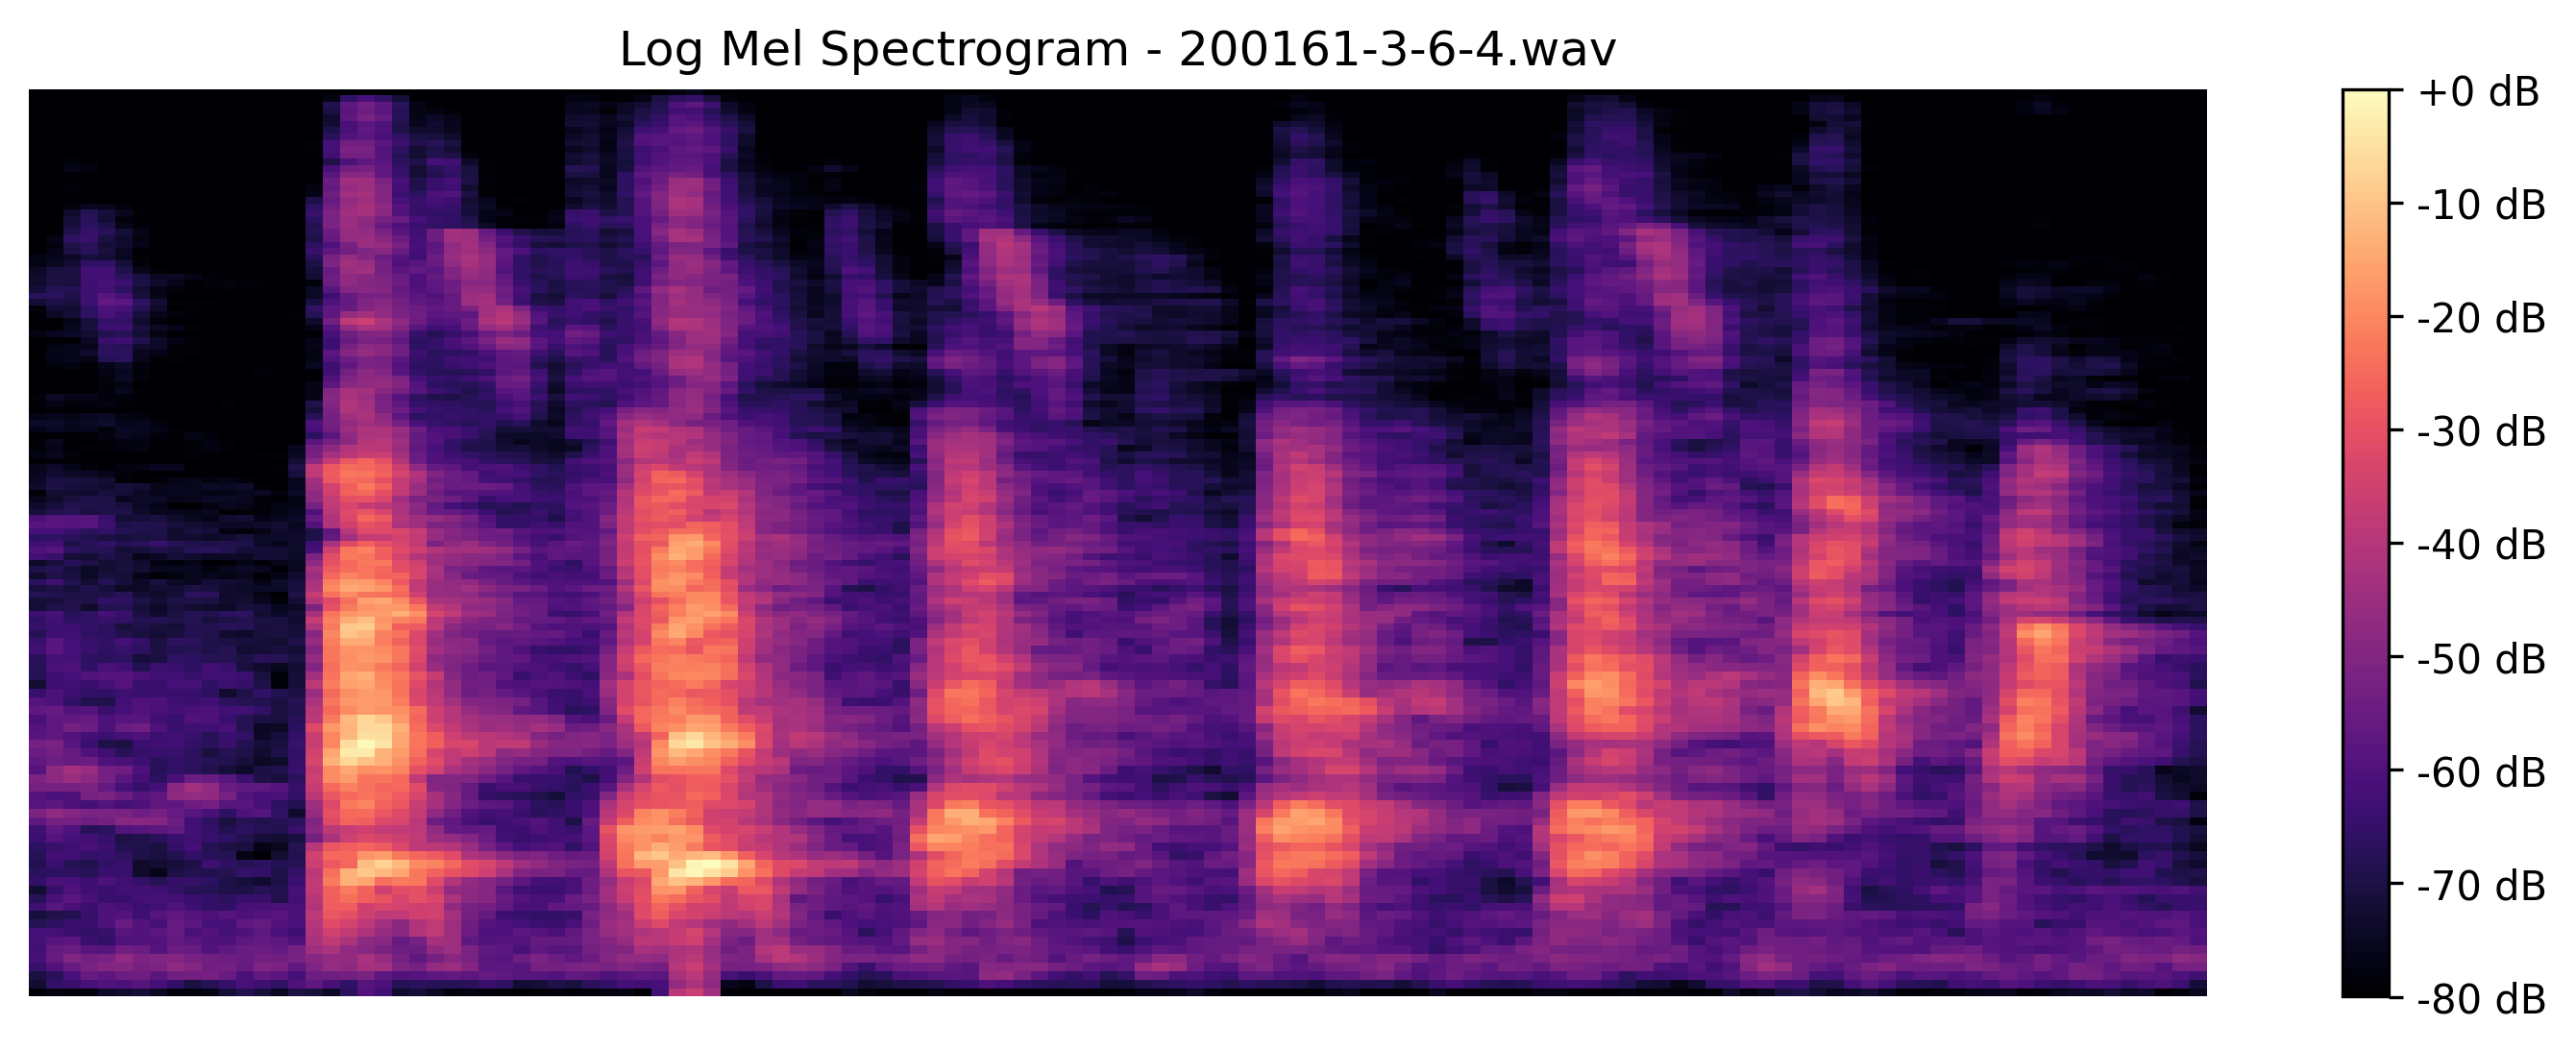 Log Mel Spectrogram - 200161-3-6-4.wav
+0 dB
-10 dB
-20 dB
-30 dB
-40 dB
-50 dB
-60 dB
-70 dB
-80 dB